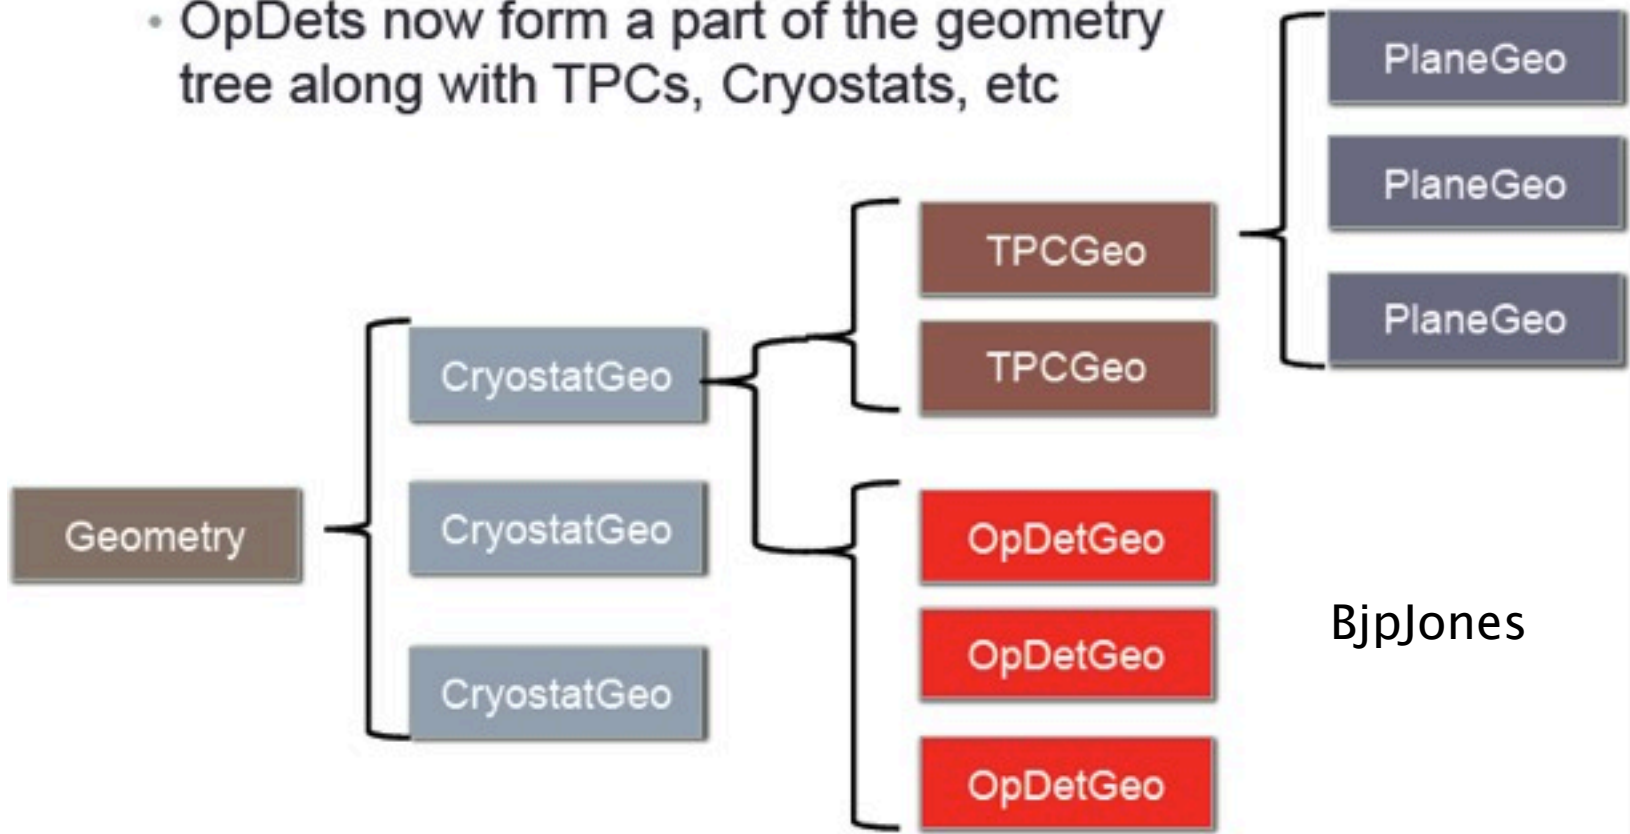 • OpDets now form a part of the geometry
tree along with TPCs, Cryostats, etc
PlaneGeo
PlaneGeo
PlaneGeo
TPCGeo
TPCGeo
CryostatGeo
CryostatGeo
CryostatGeo
Geometry
OpDetGeo
OpDetGeo
OpDetGeo
BjpJones